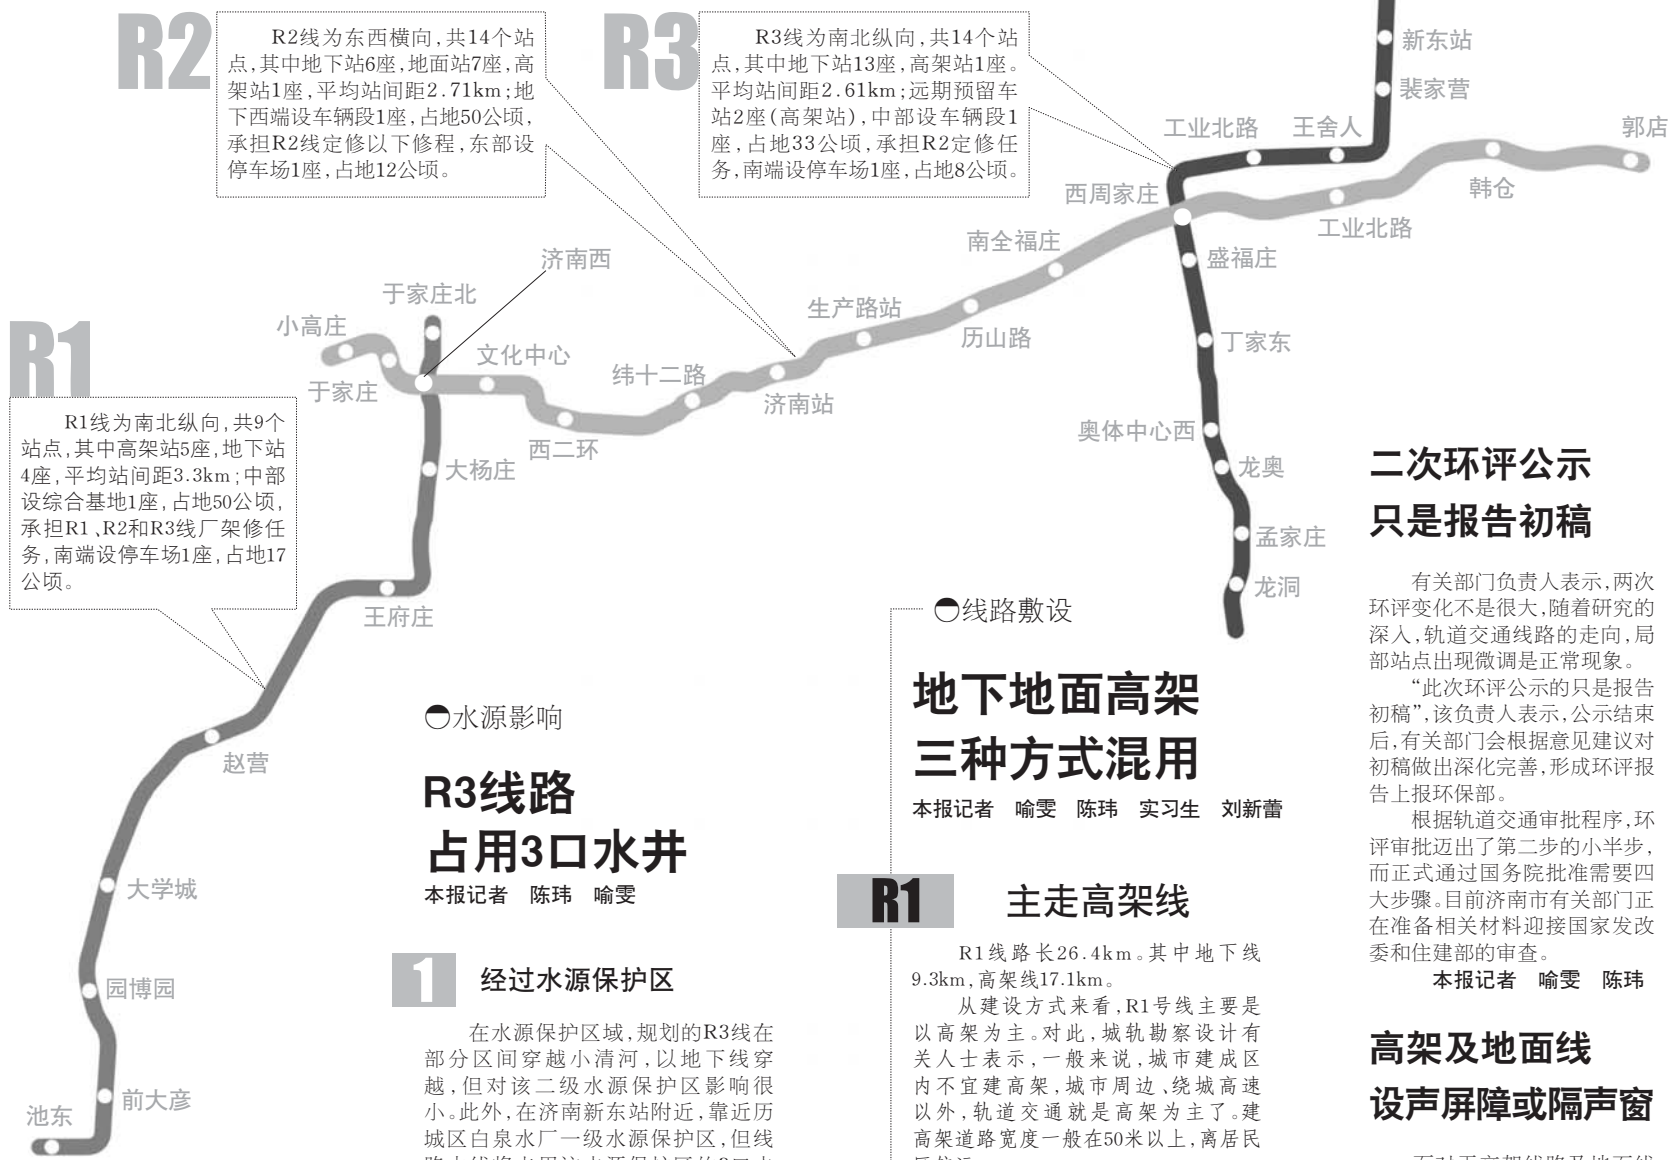 R2
R2线为东西横向,共14个站
点,其中地下站6座,地面站7座,高
架站1座,平均站间距2.71km;地
下西端设车辆段1座,占地50公顷,
承担R2线定修以下修程,东部设
停车场1座,占地12公顷。
R3
R3线为南北纵向,共14个站
点,其中地下站13座,高架站1座。
平均站间距2.61km;远期预留车
站2座(高架站),中部设车辆段1
座,占地33公顷,承担R2定修任
务,南端设停车场1座,占地8公顷。
新东站
裴家营
工业北路
王舍人
郭店
西周家庄
韩仓
工业北路
南全福庄
盛福庄
济南西
于家庄北
生产路站
小高庄
历山路
丁家东
文化中心
纬十二路
于家庄
济南站
奥体中心西
西二环
大杨庄
龙奥
孟家庄
龙洞
R1
R1线为南北纵向,共9个
站点,其中高架站5座,地下站
4座,平均站间距3.3km;中部
设综合基地1座,占地50公顷,
承担R1、R2和R3线厂架修任
务,南端设停车场1座,占地17
公顷。
王府庄
赵营
大学城
园博园
前大彦
池东
水源影响
R3线路
占用3口水井
本报记者 陈玮 喻雯
1 经过水源保护区
在水源保护区域,规划的R3线在
部分区间穿越小清河,以地下线穿
越,但对该二级水源保护区影响很
小。此外,在济南新东站附近,靠近历
城区白泉水厂一级水源保护区,但线
线路敷设
地下地面高架
三种方式混用
本报记者 喻雯 陈玮 实习生 刘新蕾
R1 主走高架线
R1线路长26.4km。其中地下线
9.3km,高架线17.1km。
从建设方式来看,R1号线主要是
以高架为主。对此,城轨勘察设计有
关人士表示,一般来说,城市建成区
内不宜建高架,城市周边、绕城高速
以外,轨道交通就是高架为主了。建
高架道路宽度一般在50米以上,离居民
二次环评公示
只是报告初稿
有关部门负责人表示,两次
环评变化不是很大,随着研究的
深入,轨道交通线路的走向,局
部站点出现微调是正常现象。
“此次环评公示的只是报告
初稿”,该负责人表示,公示结束
后,有关部门会根据意见建议对
初稿做出深化完善,形成环评报
告上报环保部。
根据轨道交通审批程序,环
评审批迈出了第二步的小半步,
而正式通过国务院批准需要四
大步骤。目前济南市有关部门正
在准备相关材料迎接国家发改
委和住建部的审查。
本报记者 喻雯 陈玮
高架及地面线
设声屏障或隔声窗